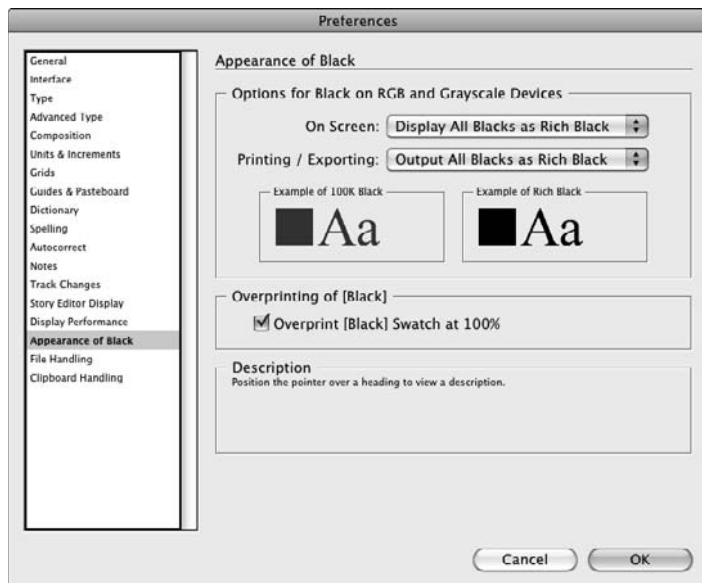 Preferences
General
Interface
Type
Advanced Type
Composition
Units & Increments
Grids
Guides & Pasteboard
Dictionary
Spelling
Autocorrect
Notes
Track Changes
Story Editor Display
Display Performance
Appearance of Black
File Handling
Clipboard Handling
Appearance of Black
Options for Black on RGB and Grayscale Devices
On Screen: Display All Blacks as Rich Black
Printing / Exporting: Output All Blacks as Rich Black
Example of 100K Black
Aa
Example of Rich Black
Aa
Overprinting of [Black]
Overprint [Black] Swatch at 100%
Description
Position the pointer over a heading to view a description.
Cancel
OK